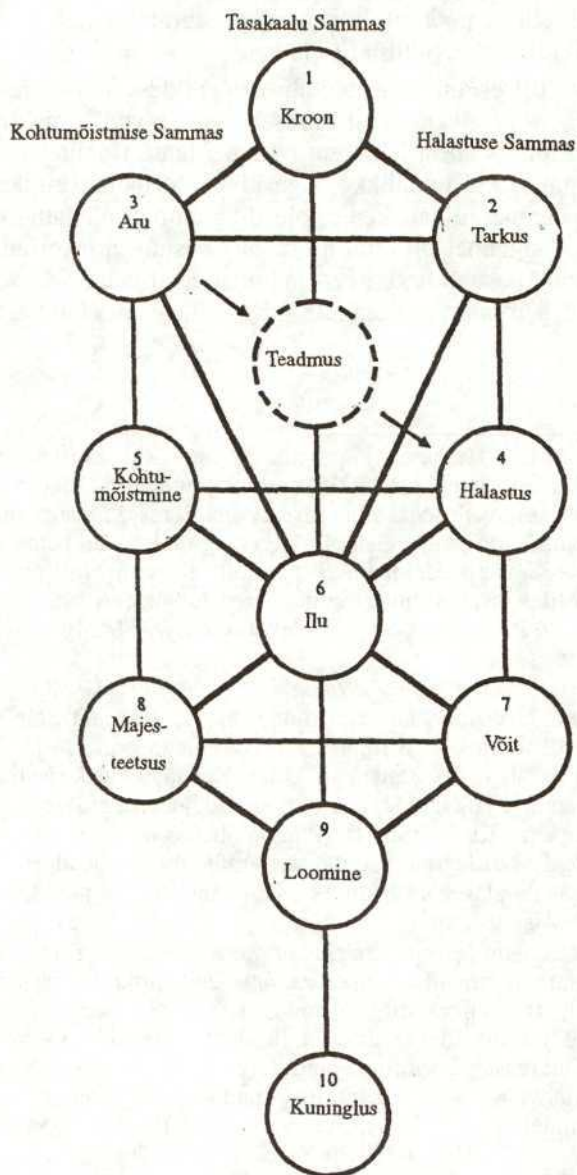 Tasakaalu Sammas
1
Kroon
Kohtumõistmise Sammas
Halastuse Sammas
3
Aru
2
Tarkus
Teadmus
5
Kohtu-
mõistmine
4
Halastus
6
Ilu
8
Majes-
teetsus
7
Võit
9
Loomine
10
Kuninglus